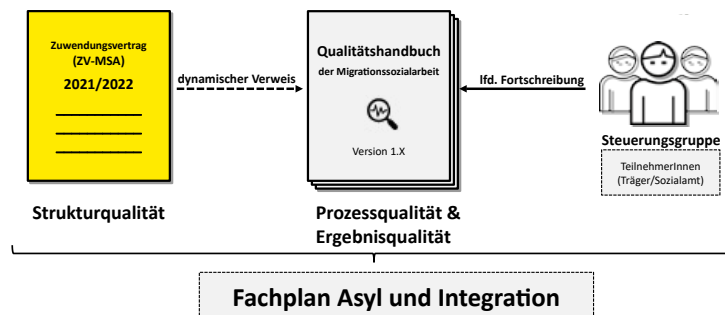 Zuwendungsvertrag
(ZV-MSA)
2021/2022
dynamischer Verweis
Qualitätshandbuch
der Migrationssozialarbeit
Version 1.X
lfd. Fortschreibung
Steuerungsgruppe
TeilnehmerInnen
(Träger/Sozialamt)
Strukturqualität
Prozessqualität &
Ergebnisqualität
Fachplan Asyl und Integration